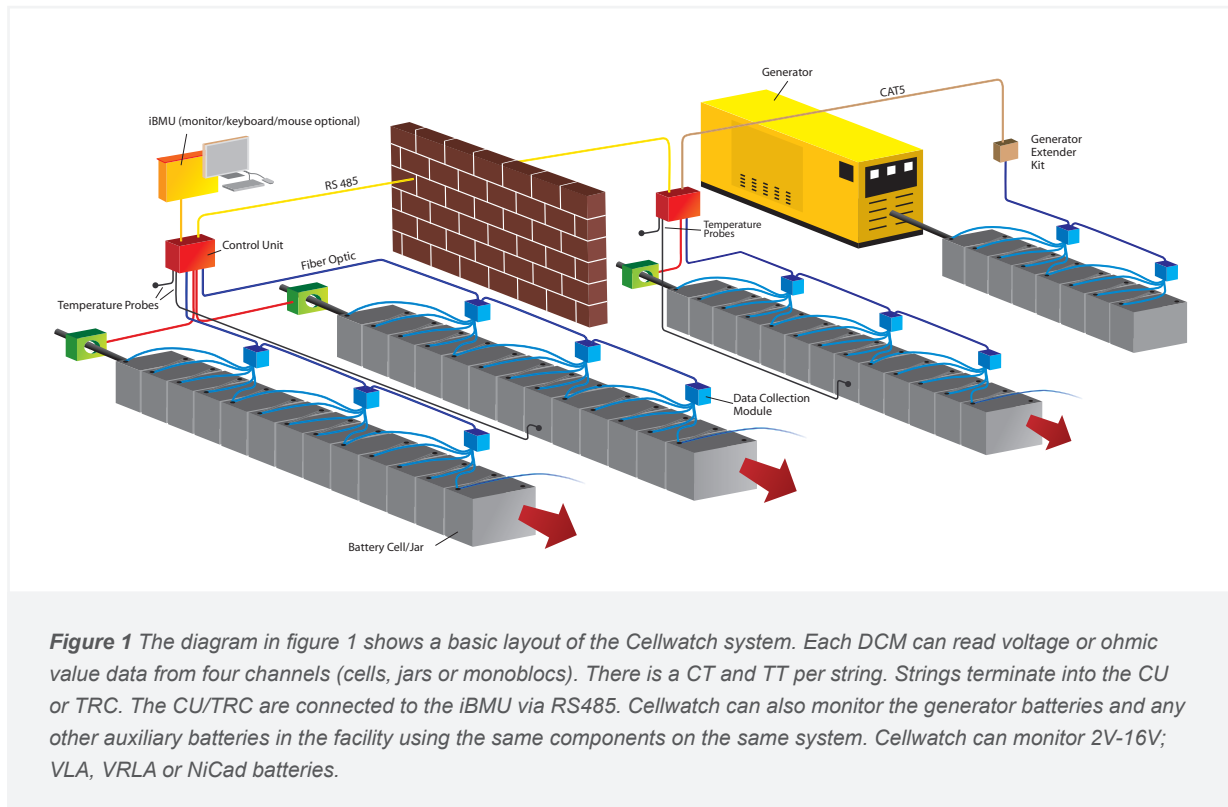 Generator
CAT5
iBMU (monitor/keyboard/mouse optional)
Generator
Extender
Kit
RS 485
Temperature
Probes
Control Unit
Fiber Optic
Temperature Probes
Data Collection
Module
Battery Cell/Jar
Figure 1 The diagram in figure 1 shows a basic layout of the Cellwatch system. Each DCM can read voltage or ohmic
value data from four channels (cells, jars or monoblocs). There is a CT and TT per string. Strings terminate into the CU
or TRC. The CU/TRC are connected to the iBMU via RS485. Cellwatch can also monitor the generator batteries and any
other auxiliary batteries in the facility using the same components on the same system. Cellwatch can monitor 2V-16V;
VLA, VRLA or NiCad batteries.